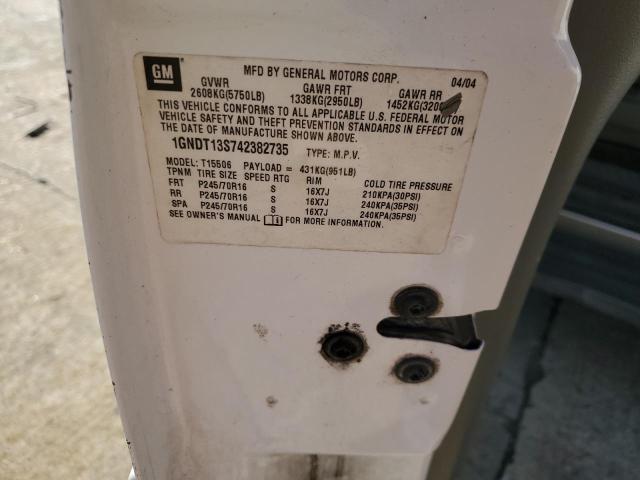 GM
MFD BY GENERAL MOTORS CORP. 04/04
GVWR GAWR FRT GAWR RR
2608KG(5750LB) 1338KG(2950LB) 1452KG(3200
THIS VEHICLE CONFORMS TO ALL APPLICABLE U.S. FEDERAL MOTOR
VEHICLE SAFETY AND THEFT PREVENTION STANDARDS IN EFFECT ON
THE DATE OF MANUFACTURE SHOWN ABOVE.
1GNDT13S742382735 TYPE: M.P.V.
MODEL: T15506 PAYLOAD = 431KG(951LB)
TPNM TIRE SIZE SPEED RTG RIM COLD TIRE PRESSURE
FRT P245/70R16 S 16X7J 210KPA(30PSI)
RR P245/70R16 S 16X7J 240KPA(35PSI)
SPA P245/70R16 S 16X7J 240KPA(35PSI)
SEE OWNER'S MANUAL FOR MORE INFORMATION.